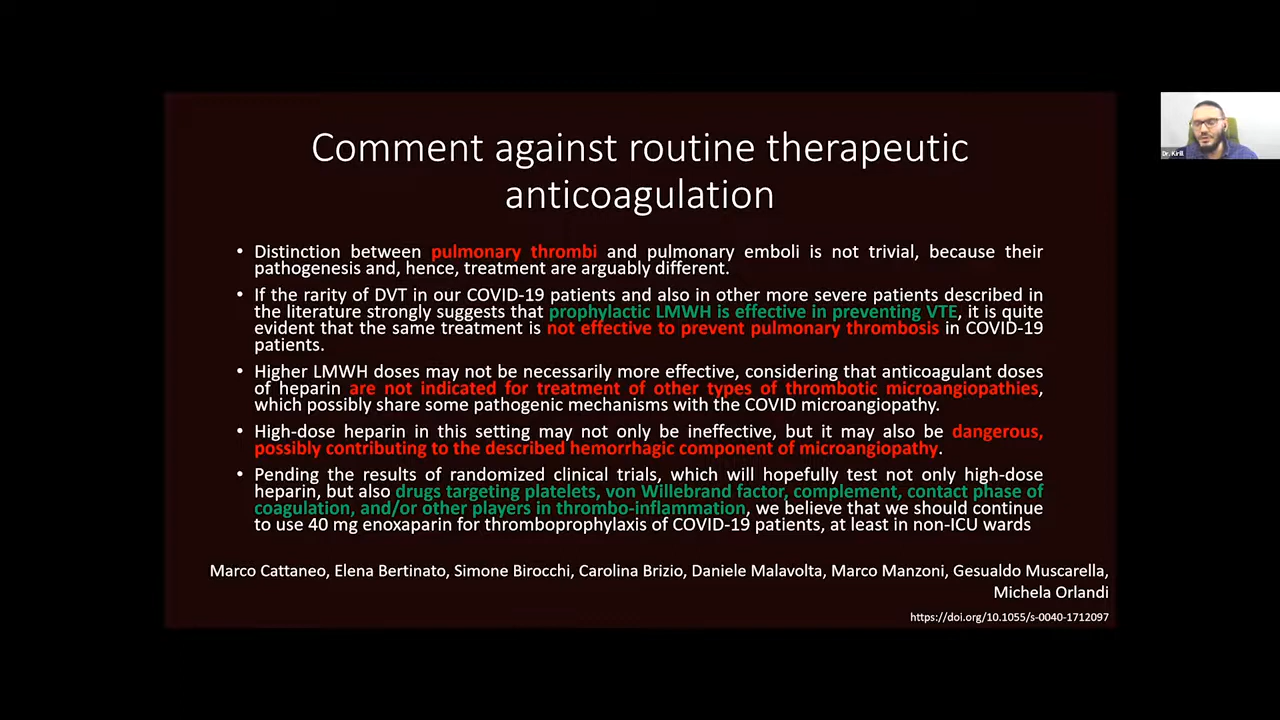 Comment against routine therapeutic
anticoagulation
• Distinction between pulmonary thrombi and pulmonary emboli is not trivial, because their
pathogenesis and, hence, treatment are arguably different.
• If the rarity of DVT in our COVID-19 patients and also in other more severe patients described in
the literature strongly suggests that prophylactic LMWH is effective in preventing VTE, it is quite
evident that the same treatment is not effective to prevent pulmonary thrombosis in COVID-19
patients.
• Higher LMWH doses may not be necessarily more effective, considering that anticoagulant doses
of heparin are not indicated for treatment of other types of thrombotic microangiopathies,
which possibly share some pathogenic mechanisms with the COVID microangiopathy.
• High-dose heparin in this setting may not only be ineffective, but it may also be dangerous,
possibly contributing to the described hemorrhagic component of microangiopathy.
• Pending the results of randomized clinical trials, which will hopefully test not only high-dose
heparin, but also drugs targeting platelets, von Willebrand factor, complement, contact phase of
coagulation, and/or other players in thrombo-inflammation, we believe that we should continue
to use 40 mg enoxaparin for thromboprophylaxis of COVID-19 patients, at least in non-ICU wards
Marco Cattaneo, Elena Bertinato, Simone Birocchi, Carolina Brizio, Daniele Malavolta, Marco Manzoni, Gesualdo Muscarella,
Michela Orlandi
https://doi.org/10.1055/s-0040-1712097
Dr. Kirill